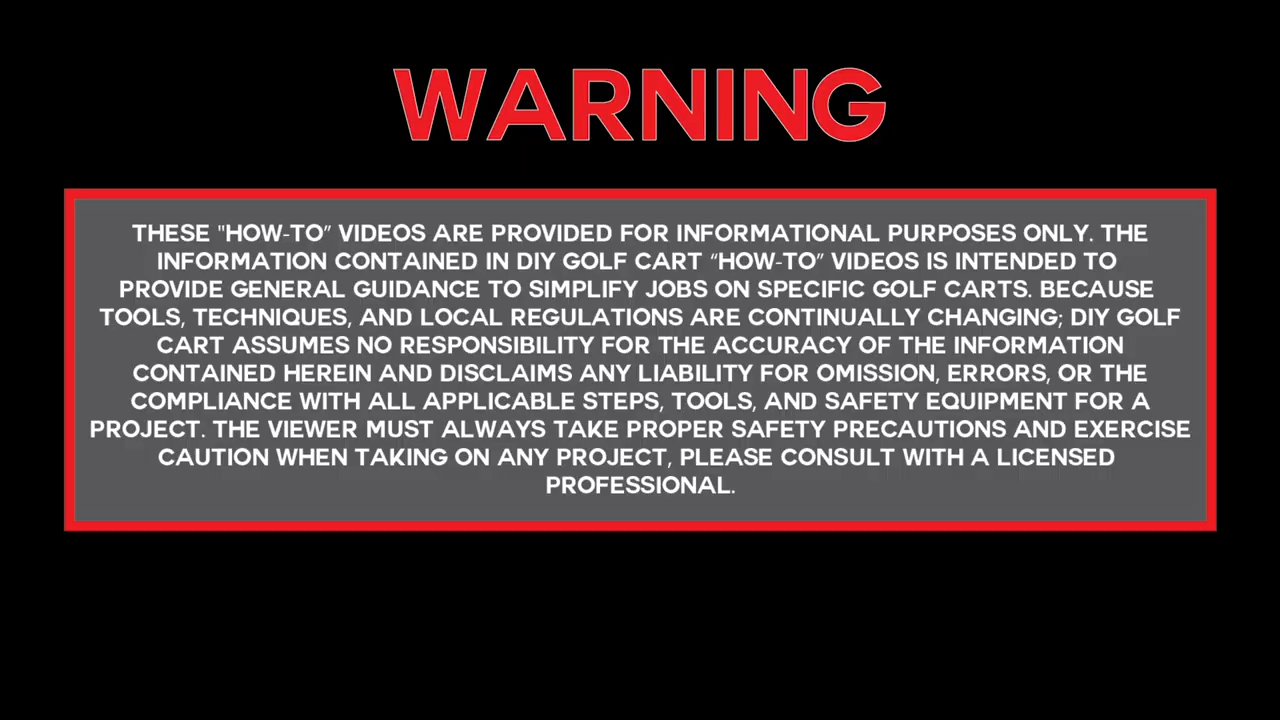 WARNING
THESE "HOW-TO” VIDEOS ARE PROVIDED FOR INFORMATIONAL PURPOSES ONLY. THE
INFORMATION CONTAINED IN DIY GOLF CART “HOW-TO” VIDEOS IS INTENDED TO
PROVIDE GENERAL GUIDANCE TO SIMPLIFY JOBS ON SPECIFIC GOLF CARTS. BECAUSE
TOOLS, TECHNIQUES, AND LOCAL REGULATIONS ARE CONTINUALLY CHANGING; DIY GOLF
CART ASSUMES NO RESPONSIBILITY FOR THE ACCURACY OF THE INFORMATION
CONTAINED HEREIN AND DISCLAIMS ANY LIABILITY FOR OMISSION, ERRORS, OR THE
COMPLIANCE WITH ALL APPLICABLE STEPS, TOOLS, AND SAFETY EQUIPMENT FOR A
PROJECT. THE VIEWER MUST ALWAYS TAKE PROPER SAFETY PRECAUTIONS AND EXERCISE
CAUTION WHEN TAKING ON ANY PROJECT, PLEASE CONSULT WITH A LICENSED
PROFESSIONAL.